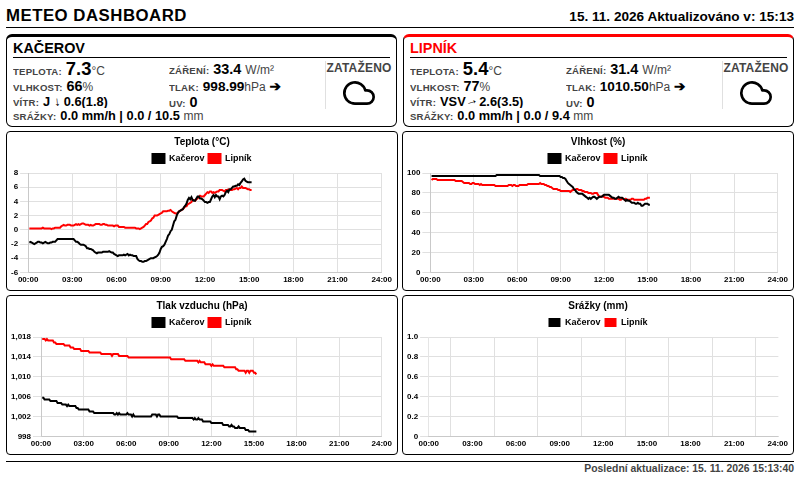 METEO DASHBOARD
15. 11. 2026 Aktualizováno v: 15:13
KAČEROV
TEPLOTA: 7.3°C
ZÁŘENÍ: 33.4 W/m²
VLHKOST: 66%
TLAK: 998.99hPa ➔
VÍTR: J ↓ 0.6(1.8)
UV: 0
SRÁŽKY: 0.0 mm/h | 0.0 / 10.5 mm
ZATAŽENO
LIPNÍK
TEPLOTA: 5.4°C
ZÁŘENÍ: 31.4 W/m²
VLHKOST: 77%
TLAK: 1010.50hPa ➔
VÍTR: VSV → 2.6(3.5)
UV: 0
SRÁŽKY: 0.0 mm/h | 0.0 / 9.4 mm
ZATAŽENO
Teplota (°C)
Kačerov Lipník
8
6
4
2
0
-2
-4
-6
00:00 03:00 06:00 09:00 12:00 15:00 18:00 21:00 24:00
Vlhkost (%)
Kačerov Lipník
100
80
60
40
20
0
00:00 03:00 06:00 09:00 12:00 15:00 18:00 21:00 24:00
Tlak vzduchu (hPa)
Kačerov Lipník
1,018
1,014
1,010
1,006
1,002
998
00:00 03:00 06:00 09:00 12:00 15:00 18:00 21:00 24:00
Srážky (mm)
Kačerov Lipník
1.0
0.8
0.6
0.4
0.2
0
00:00 03:00 06:00 09:00 12:00 15:00 18:00 21:00 24:00
Poslední aktualizace: 15. 11. 2026 15:13:40